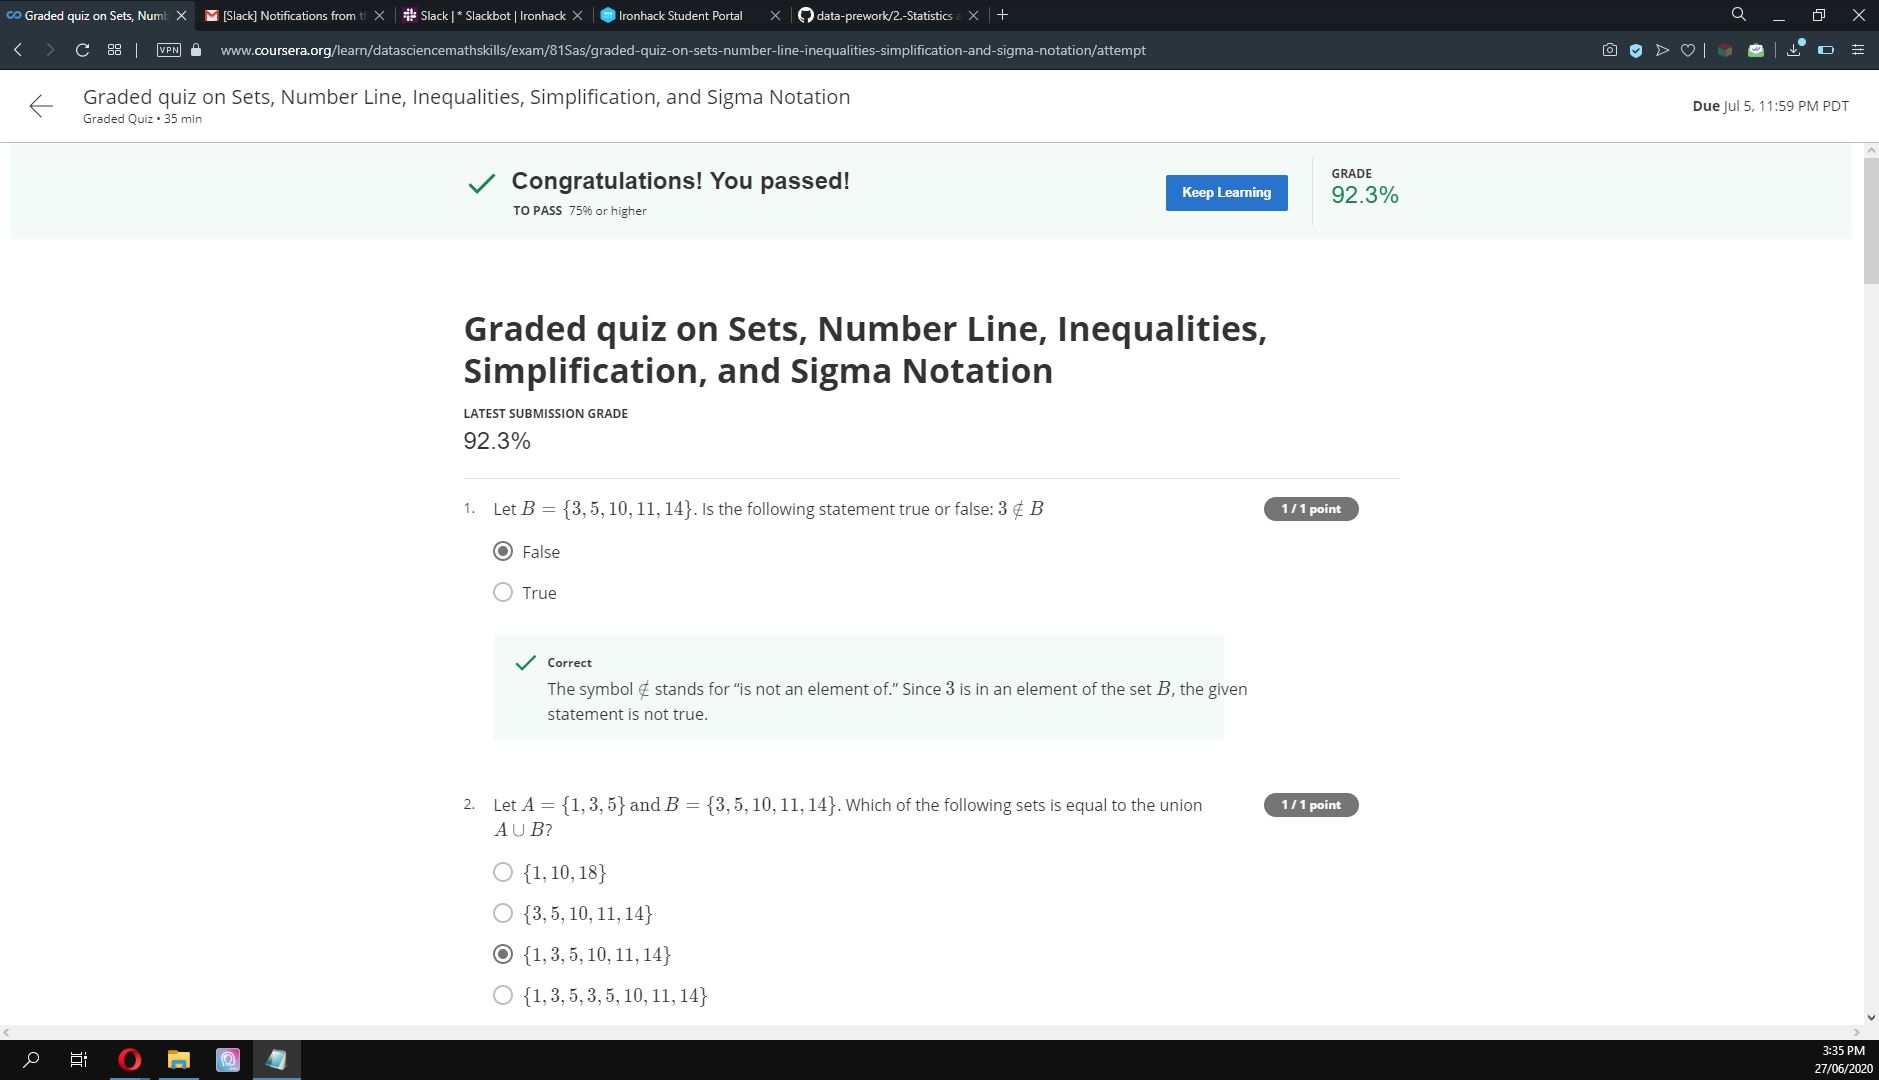 Graded quiz on Sets, Numb
[Slack] Notifications from t
Slack | * Slackbot | Ironhack
Ironhack Student Portal
data-prework/2.-Statistics a
VPN
www.coursera.org/learn/datasciencemathskills/exam/81Sas/graded-quiz-on-sets-number-line-inequalities-simplification-and-sigma-notation/attempt
Graded quiz on Sets, Number Line, Inequalities, Simplification, and Sigma Notation
Graded Quiz • 35 min
Due Jul 5, 11:59 PM PDT
Congratulations! You passed!
TO PASS 75% or higher
Keep Learning
GRADE
92.3%
Graded quiz on Sets, Number Line, Inequalities,
Simplification, and Sigma Notation
LATEST SUBMISSION GRADE
92.3%
1. Let B = {3, 5, 10, 11, 14}. Is the following statement true or false: 3 ∉ B
1 / 1 point
False
True
Correct
The symbol ∉ stands for “is not an element of.” Since 3 is in an element of the set B, the given
statement is not true.
2. Let A = {1, 3, 5} and B = {3, 5, 10, 11, 14}. Which of the following sets is equal to the union
A ∪ B?
1 / 1 point
{1, 10, 18}
{3, 5, 10, 11, 14}
{1, 3, 5, 10, 11, 14}
{1, 3, 5, 3, 5, 10, 11, 14}
3:35 PM
27/06/2020